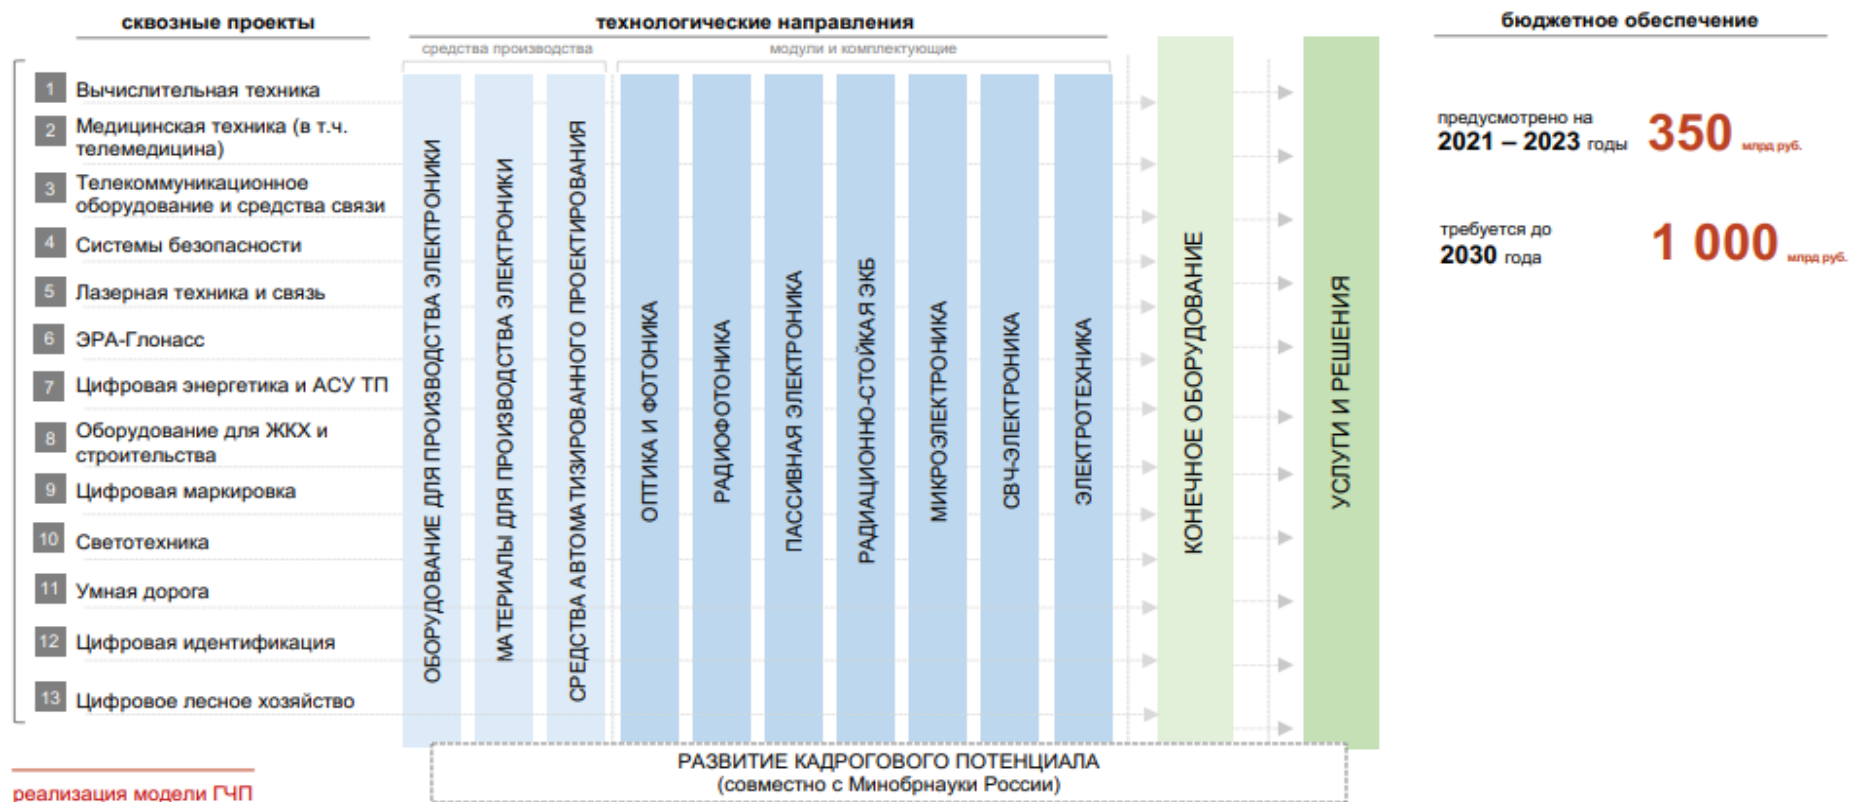 сквозные проекты
технологические направления
бюджетное обеспечение
средства производства
модули и комплектующие
1 Вычислительная техника
2 Медицинская техника (в т.ч.
телемедицина)
3 Телекоммуникационное
оборудование и средства связи
4 Системы безопасности
5 Лазерная техника и связь
6 ЭРА-Глонасс
7 Цифровая энергетика и АСУ ТП
8 Оборудование для ЖКХ и
строительства
9 Цифровая маркировка
10 Светотехника
11 Умная дорога
12 Цифровая идентификация
13 Цифровое лесное хозяйство
ОБОРУДОВАНИЕ ДЛЯ ПРОИЗВОДСТВА ЭЛЕКТРОНИКИ
МАТЕРИАЛЫ ДЛЯ ПРОИЗВОДСТВА ЭЛЕКТРОНИКИ
СРЕДСТВА АВТОМАТИЗИРОВАННОГО ПРОЕКТИРОВАНИЯ
ОПТИКА И ФОТОНИКА
РАДИОФОТОНИКА
ПАССИВНАЯ ЭЛЕКТРОНИКА
РАДИАЦИОННО-СТОЙКАЯ ЭКБ
МИКРОЭЛЕКТРОНИКА
СВЧ-ЭЛЕКТРОНИКА
ЭЛЕКТРОТЕХНИКА
КОНЕЧНОЕ ОБОРУДОВАНИЕ
УСЛУГИ И РЕШЕНИЯ
предусмотрено на
2021 – 2023 годы 350 млрд руб.
требуется до
2030 года 1 000 млрд руб.
РАЗВИТИЕ КАДРОГОВОГО ПОТЕНЦИАЛА
(совместно с Минобрнауки России)
реализация модели ГЧП